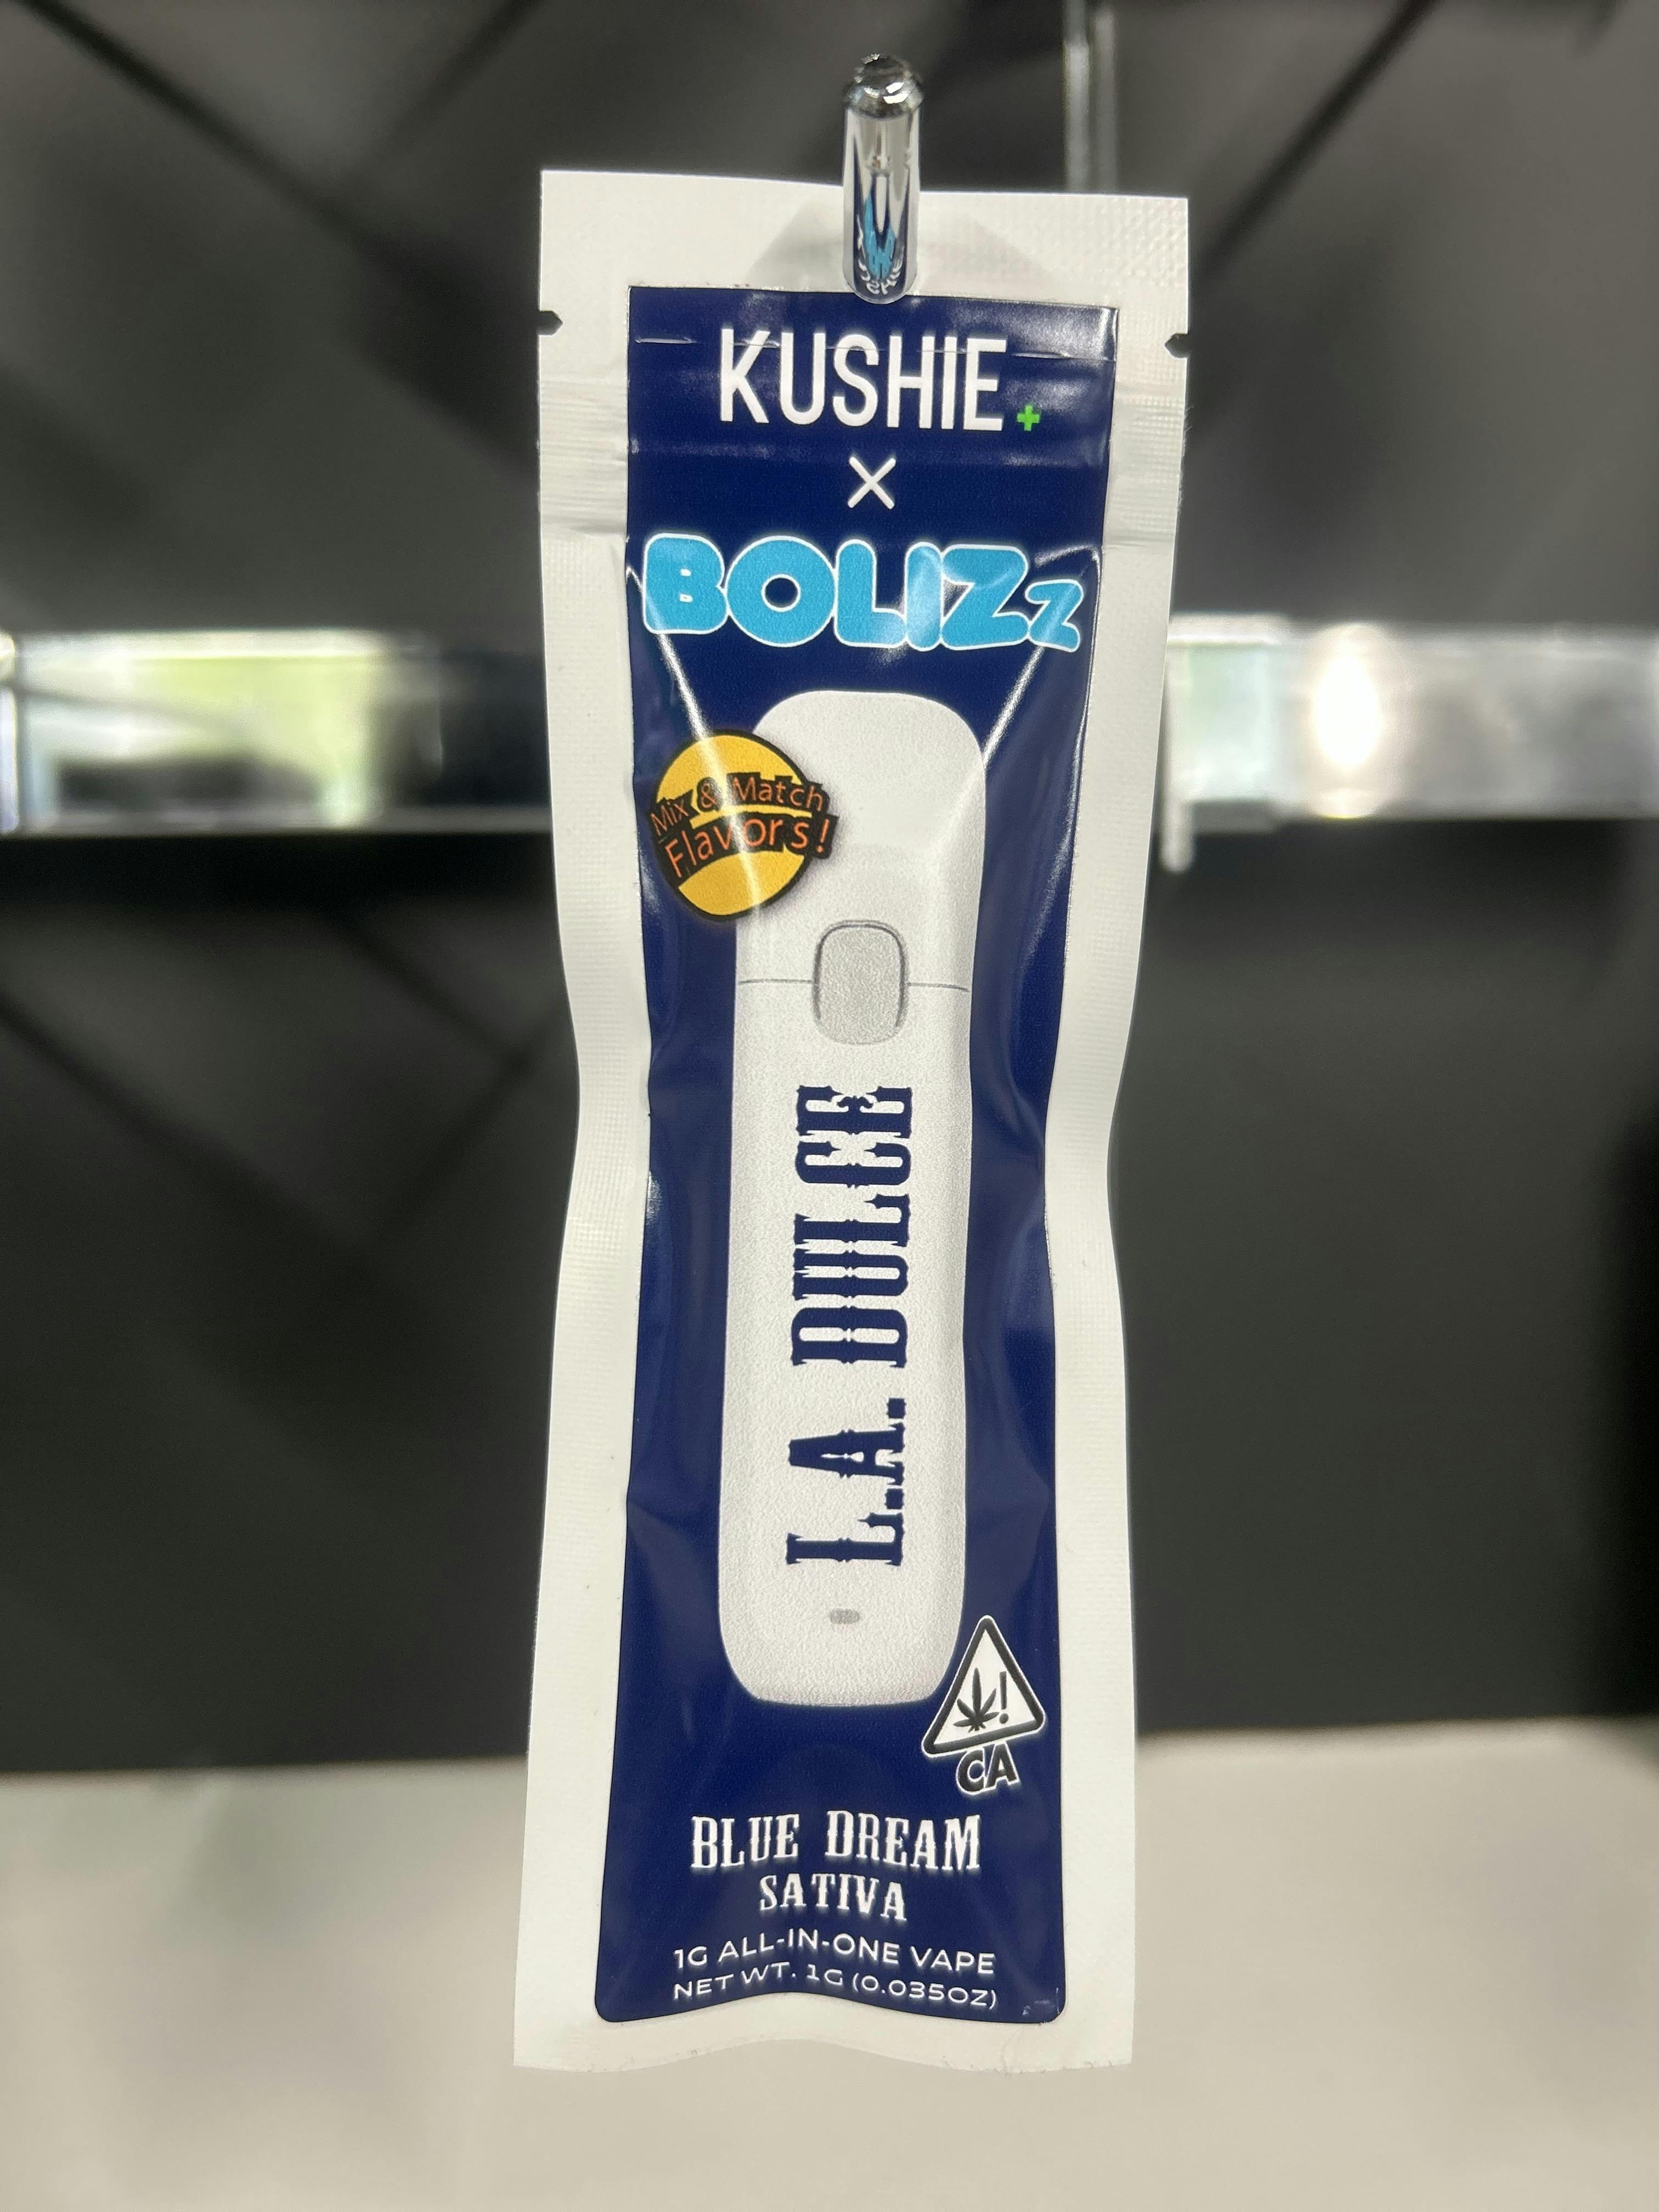 KUSHIE+
X
BOLIZZ
Mix & Match
Flavors!
L.A. DULCE
!
CA
BLUE DREAM
SATIVA
1G ALL-IN-ONE VAPE
NET WT. 1G (0.035OZ)